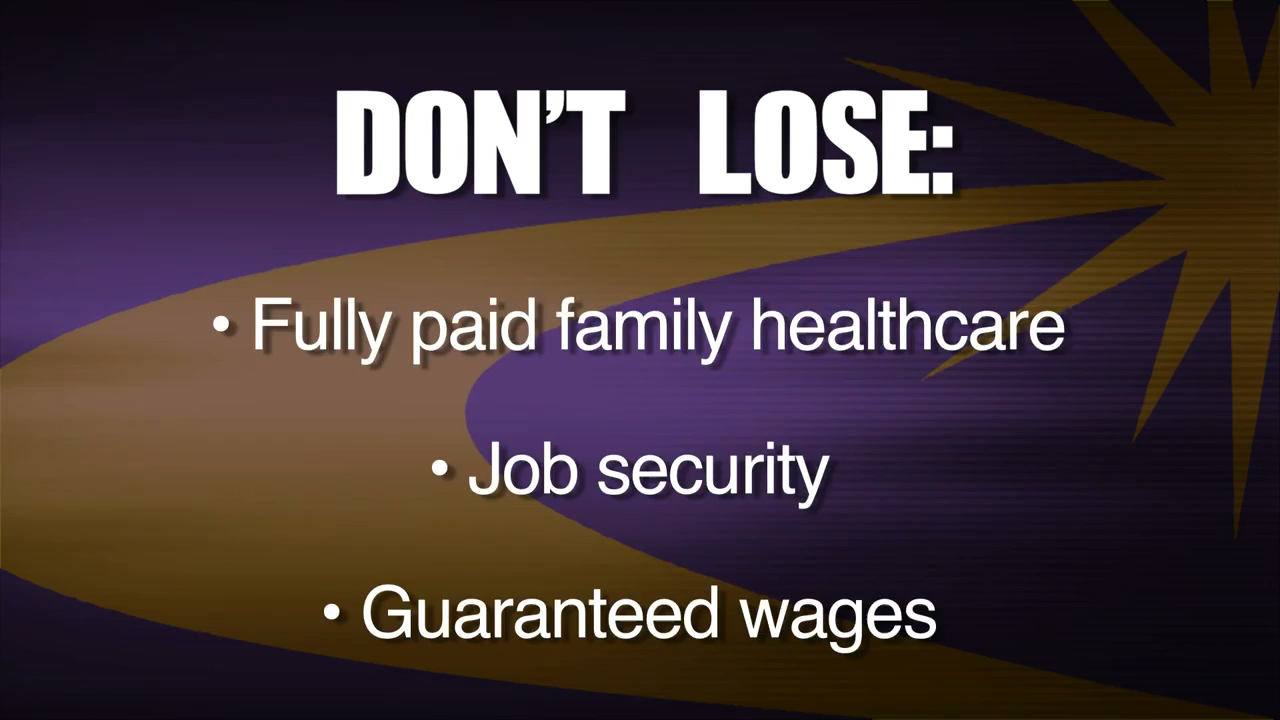 DON'T LOSE:
• Fully paid family healthcare
• Job security
• Guaranteed wages